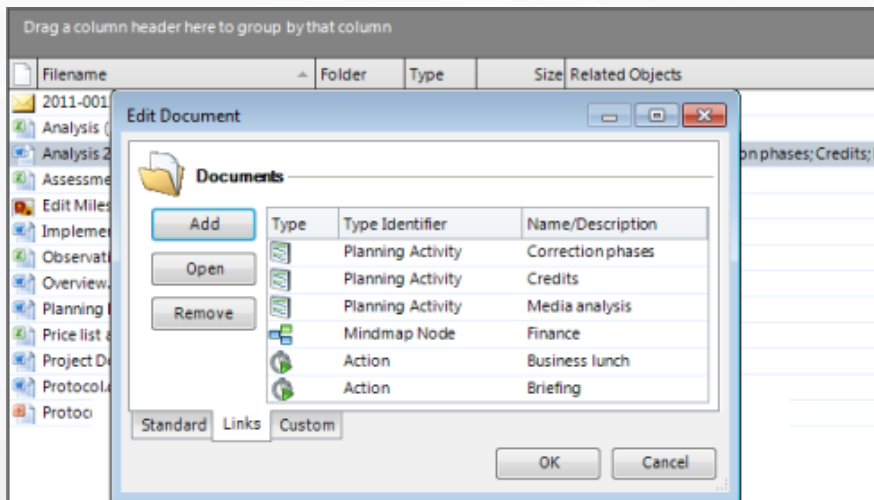 Drag a column header here to group by that column
Filename Folder Type Size Related Objects
2011-001
Edit Document
Analysis (
Analysis 2
on phases; Credits;
Documents
Assessme
Edit Miles
Add Type Type Identifier Name/Description
Implemen
Planning Activity Correction phases
Observati
Open Planning Activity Credits
Overview.
Planning Activity Media analysis
Planning
Remove
Price list
Mindmap Node Finance
Project De
Action Business lunch
Protocol.
Action Briefing
Protoc
Standard Links Custom
OK Cancel